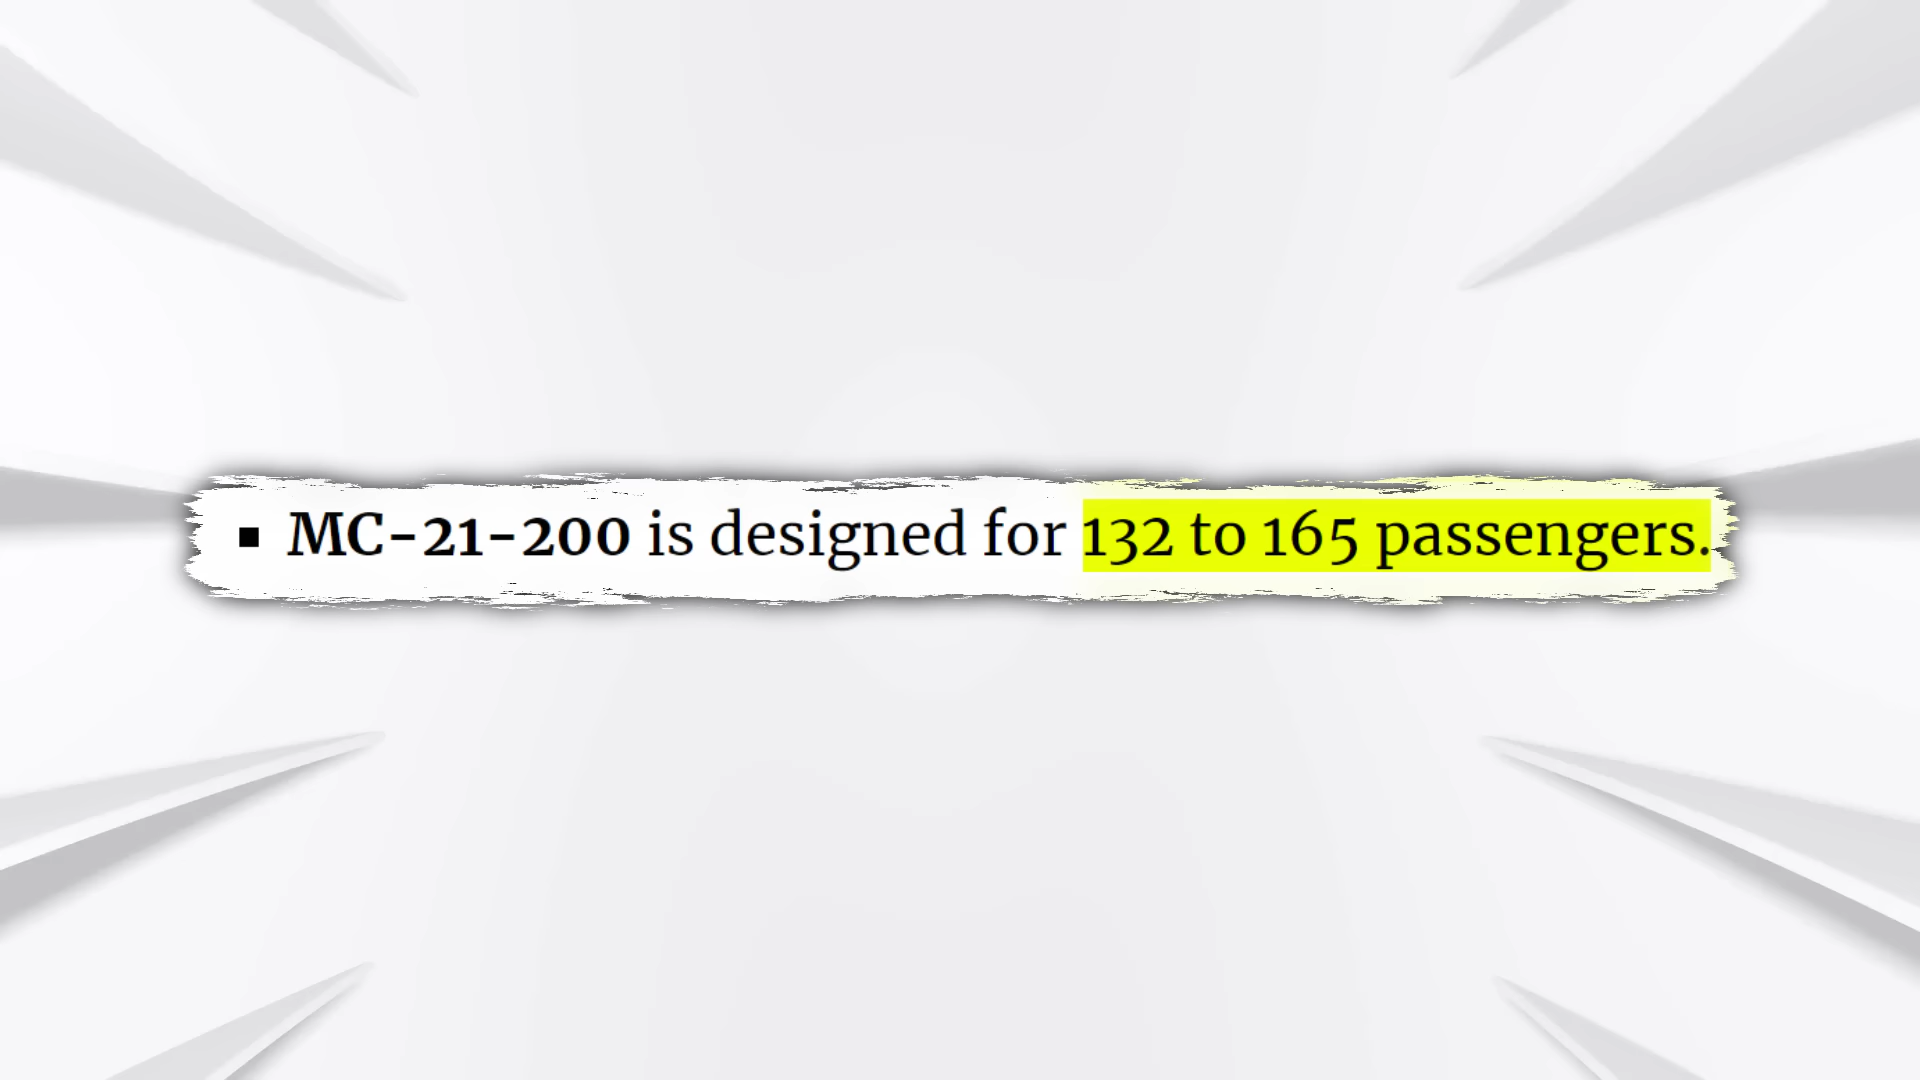 ▪ MC-21-200 is designed for 132 to 165 passengers.